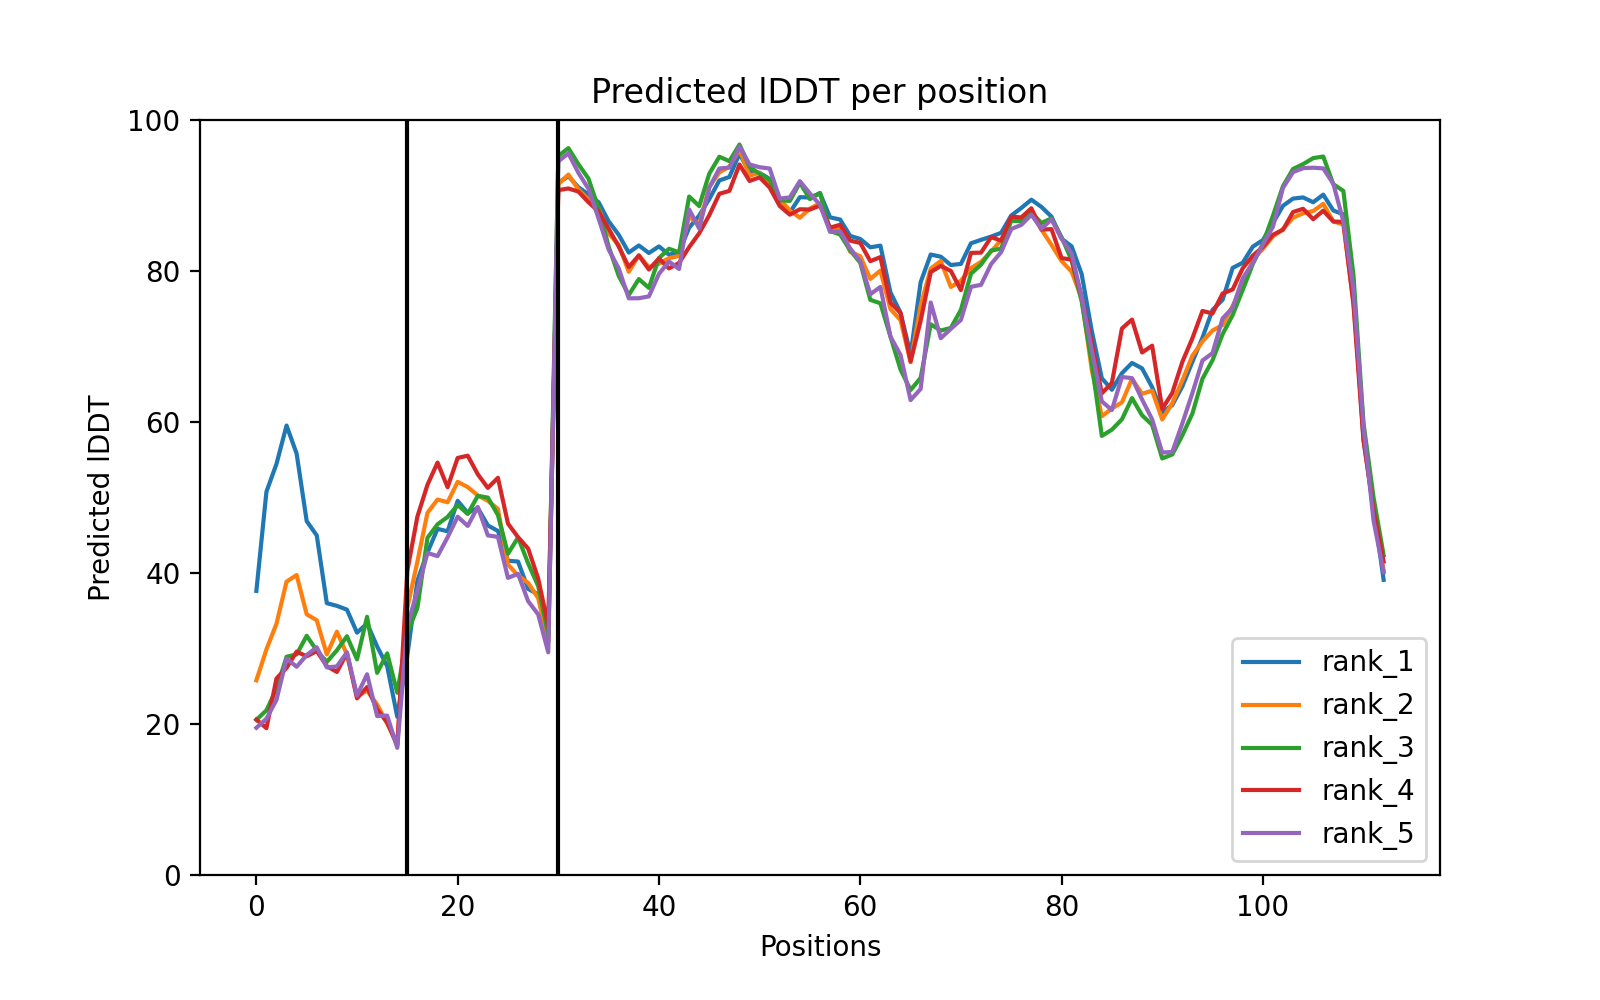 Predicted lDDT per position
100
80
60
40
20
0
Predicted lDDT
0 20 40 60 80 100
Positions
rank_1
rank_2
rank_3
rank_4
rank_5